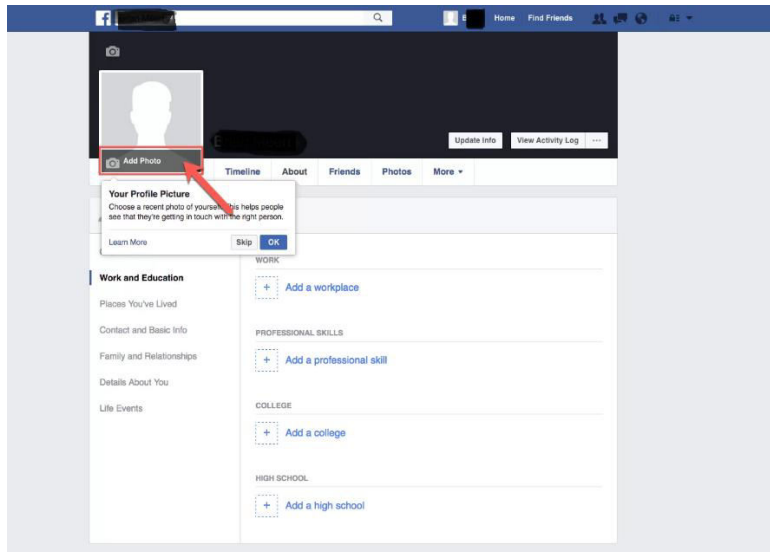 f
Home Find Friends
Update Info View Activity Log ...
Add Photo
Timeline About Friends Photos More
Your Profile Picture
Choose a recent photo of yourself. This helps people
see that they're getting in touch with the right person.
Learn More Skip OK
WORK
Work and Education
+ Add a workplace
Places You've Lived
Contact and Basic Info
PROFESSIONAL SKILLS
Family and Relationships
+ Add a professional skill
Details About You
Life Events
COLLEGE
+ Add a college
HIGH SCHOOL
+ Add a high school